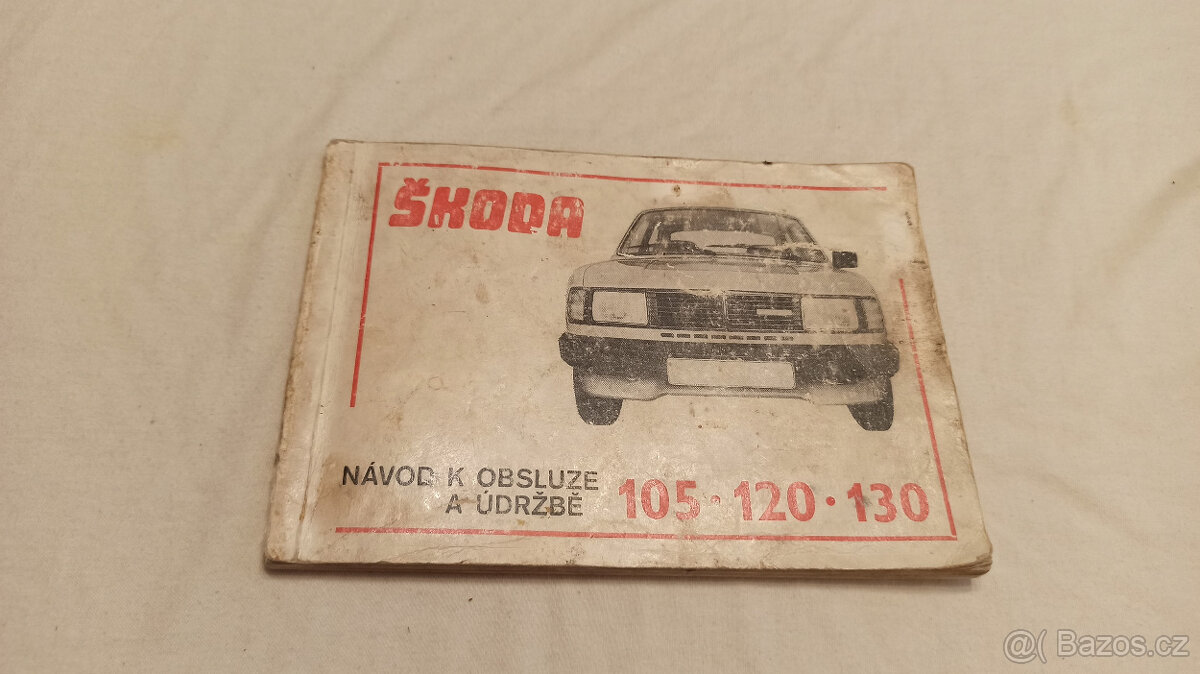 ŠKODA
NÁVOD K OBSLUZE
A ÚDRŽBĚ
105 • 120 • 130
@( Bazos.cz